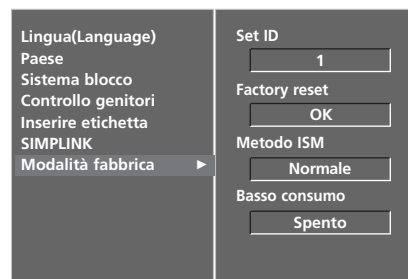 Lingua(Language)
Paese
Sistema blocco
Controllo genitori
Inserire etichetta
SIMPLINK
Modalità fabbrica ►
Set ID
1
Factory reset
OK
Metodo ISM
Normale
Basso consumo
Spento